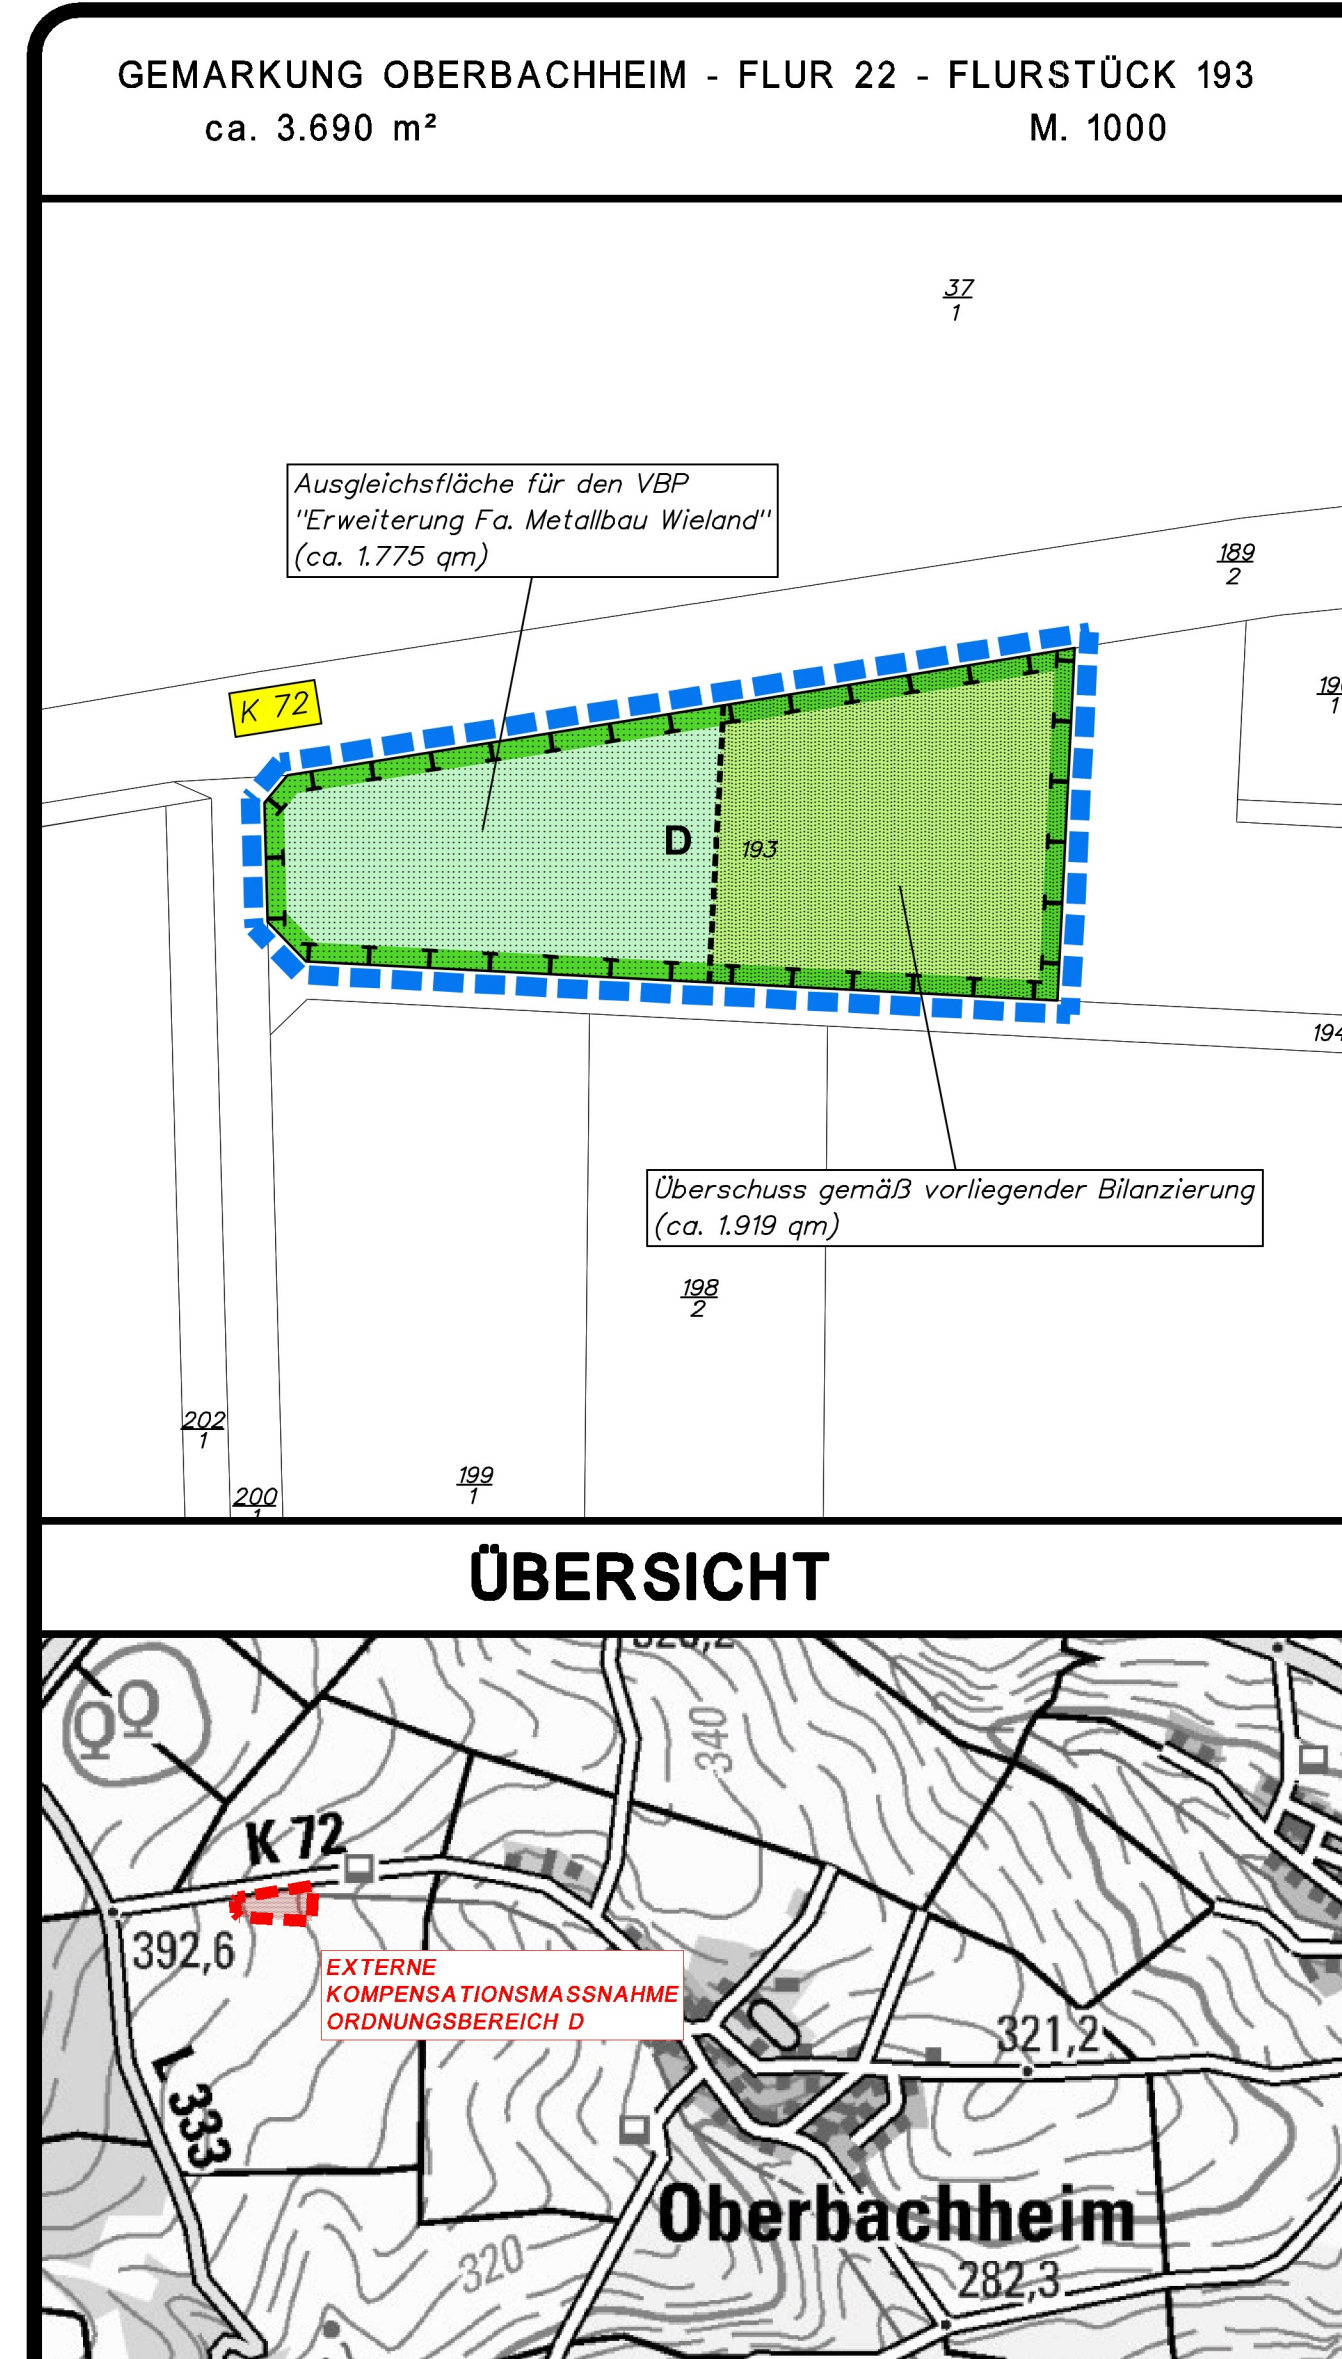 GEMARKUNG OBERBACHHEIM - FLUR 22 - FLURSTÜCK 193
ca. 3.690 m²
M. 1000
37
1
Ausgleichsfläche für den VBP
"Erweiterung Fa. Metallbau Wieland"
(ca. 1.775 qm)
189
2
K 72
D
193
194
Überschuss gemäß vorliegender Bilanzierung
(ca. 1.919 qm)
198
2
202
1
199
1
200
1
ÜBERSICHT
340
K 72
392,6
EXTERNE
KOMPENSATIONSMASSNAHME
ORDNUNGSBEREICH D
321,2
L 333
Oberbachheim
320
282,3